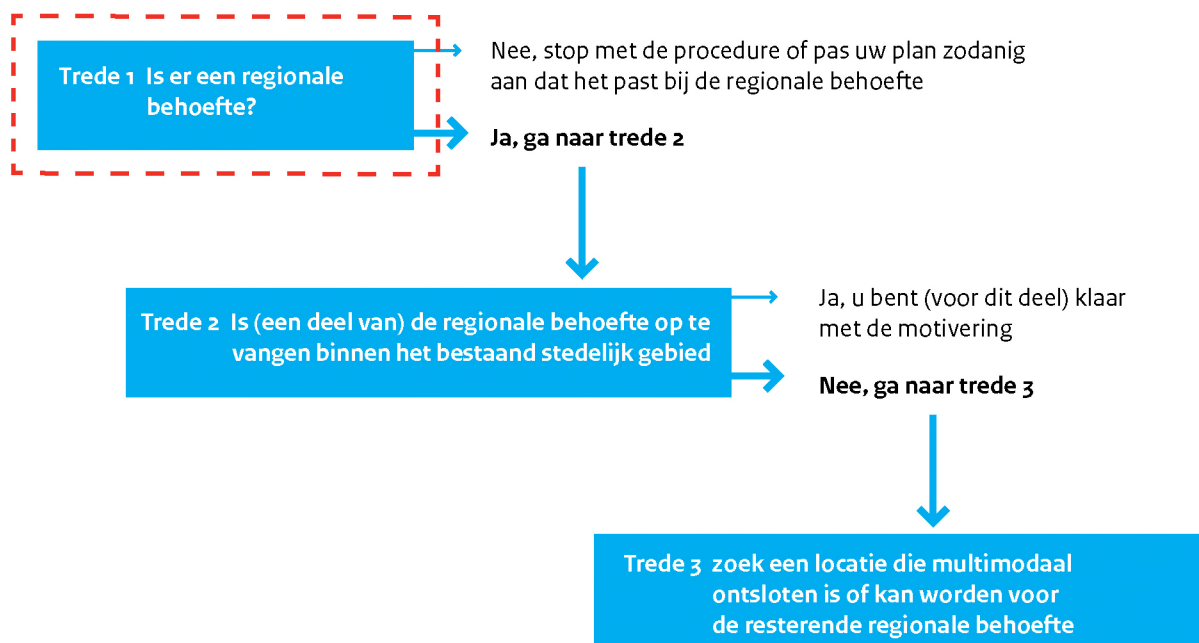 Trede 1 Is er een regionale
behoefte?
Nee, stop met de procedure of pas uw plan zodanig
aan dat het past bij de regionale behoefte
Ja, ga naar trede 2
Trede 2 Is (een deel van) de regionale behoefte op te
vangen binnen het bestaand stedelijk gebied
Ja, u bent (voor dit deel) klaar
met de motivering
Nee, ga naar trede 3
Trede 3 zoek een locatie die multimodaal
ontsloten is of kan worden voor
de resterende regionale behoefte